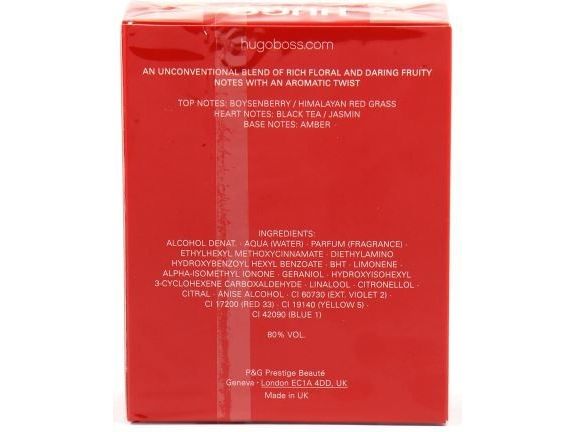 hugoboss.com
AN UNCONVENTIONAL BLEND OF RICH FLORAL AND DARING FRUITY
NOTES WITH AN AROMATIC TWIST
TOP NOTES: BOYSENBERRY / HIMALAYAN RED GRASS
HEART NOTES: BLACK TEA / JASMIN
BASE NOTES: AMBER
INGREDIENTS:
ALCOHOL DENAT. · AQUA (WATER) · PARFUM (FRAGRANCE) ·
ETHYLHEXYL METHOXYCINNAMATE · DIETHYLAMINO
HYDROXYBENZOYL HEXYL BENZOATE · BHT · LIMONENE ·
ALPHA-ISOMETHYL IONONE · GERANIOL · HYDROXYISOHEXYL
3-CYCLOHEXENE CARBOXALDEHYDE · LINALOOL · CITRONELLOL ·
CITRAL · ANISE ALCOHOL · CI 60730 (EXT. VIOLET 2) ·
CI 17200 (RED 33) · CI 19140 (YELLOW 5) ·
CI 42090 (BLUE 1)
80% VOL.
P&G Prestige Beauté
Geneva · London EC1A 4DD, UK
Made in UK